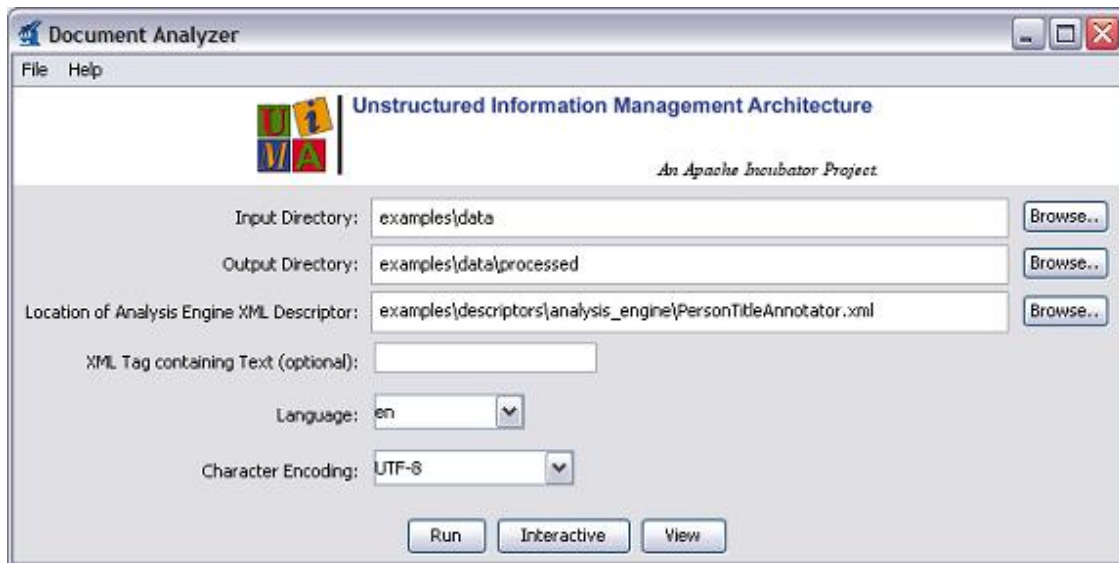 Document Analyzer
File Help
UiMA
Unstructured Information Management Architecture
An Apache Incubator Project
Input Directory: examples\data Browse..
Output Directory: examples\data\processed Browse..
Location of Analysis Engine XML Descriptor: examples\descriptors\analysis_engine\PersonTitleAnnotator.xml Browse..
XML Tag containing Text (optional):
Language: en
Character Encoding: UTF-8
Run Interactive View